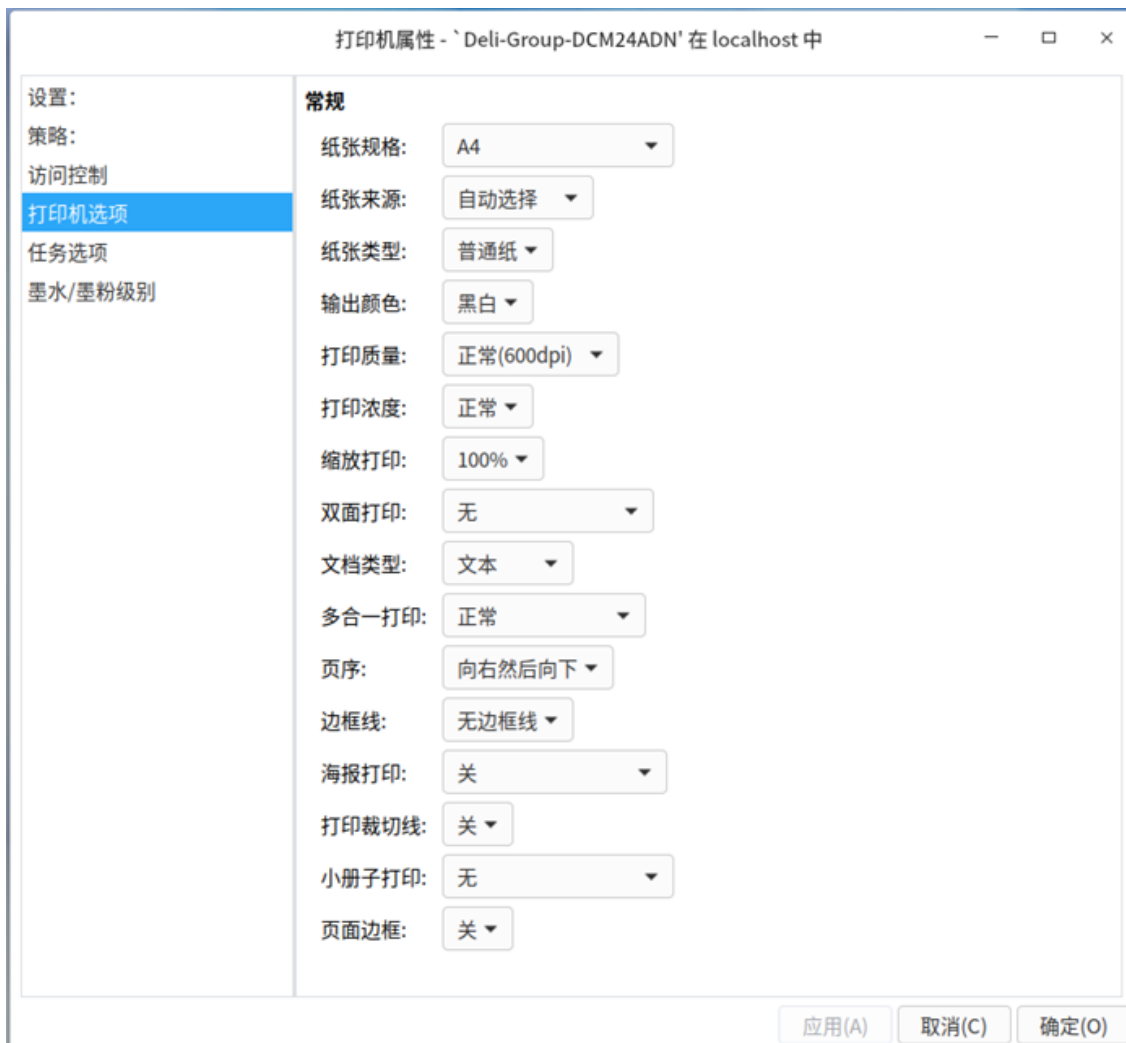 打印机属性 - `Deli-Group-DCM24ADN' 在 localhost 中
设置:
策略:
访问控制
打印机选项
任务选项
墨水/墨粉级别
常规
纸张规格: A4
纸张来源: 自动选择
纸张类型: 普通纸
输出颜色: 黑白
打印质量: 正常(600dpi)
打印浓度: 正常
缩放打印: 100%
双面打印: 无
文档类型: 文本
多合一打印: 正常
页序: 向右然后向下
边框线: 无边框线
海报打印: 关
打印裁切线: 关
小册子打印: 无
页面边框: 关
应用(A) 取消(C) 确定(O)